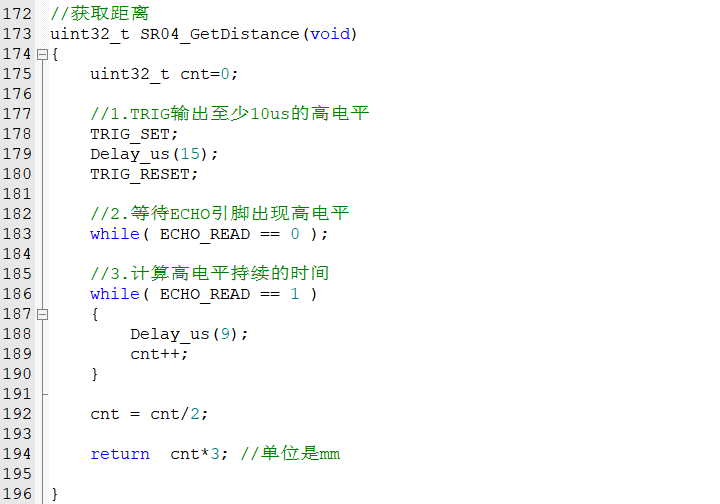 172 //获取距离
173 uint32_t SR04_GetDistance(void)
174 {
175     uint32_t cnt=0;
176
177     //1.TRIG输出至少10us的高电平
178     TRIG_SET;
179     Delay_us(15);
180     TRIG_RESET;
181
182     //2.等待ECHO引脚出现高电平
183     while( ECHO_READ == 0 );
184
185     //3.计算高电平持续的时间
186     while( ECHO_READ == 1 )
187     {
188         Delay_us(9);
189         cnt++;
190     }
191
192     cnt = cnt/2;
193
194     return  cnt*3; //单位是mm
195
196 }